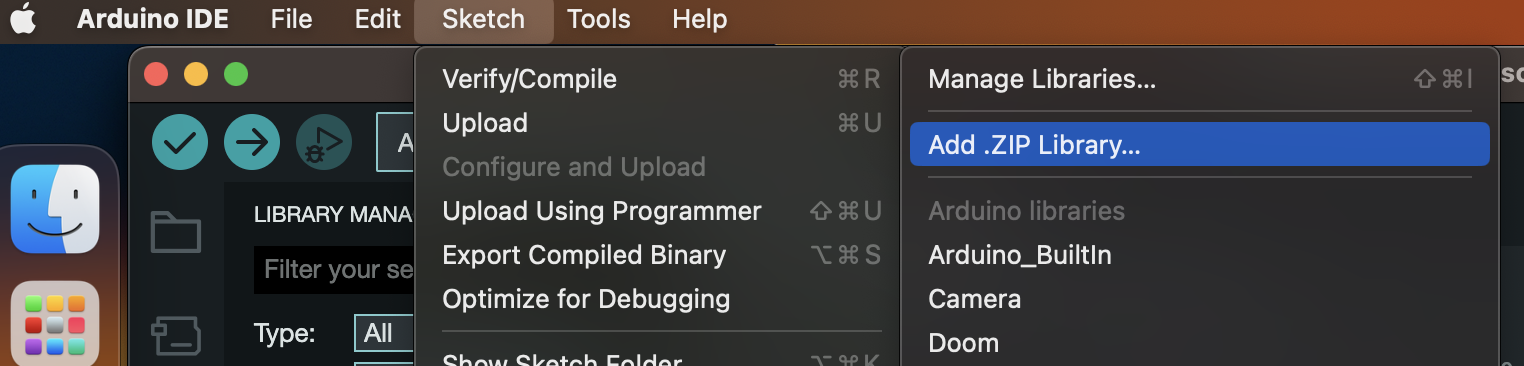 Arduino IDE File Edit Sketch Tools Help
Verify/Compile ⌘R
Upload ⌘U
Configure and Upload
Upload Using Programmer ⇧⌘U
Export Compiled Binary ⌥⌘S
Optimize for Debugging
Show Sketch Folder ⌥⌘K
Manage Libraries... ⇧⌘I
Add .ZIP Library...
Arduino libraries
Arduino_BuiltIn
Camera
Doom
A
LIBRARY MANA
Filter your se
Type: All